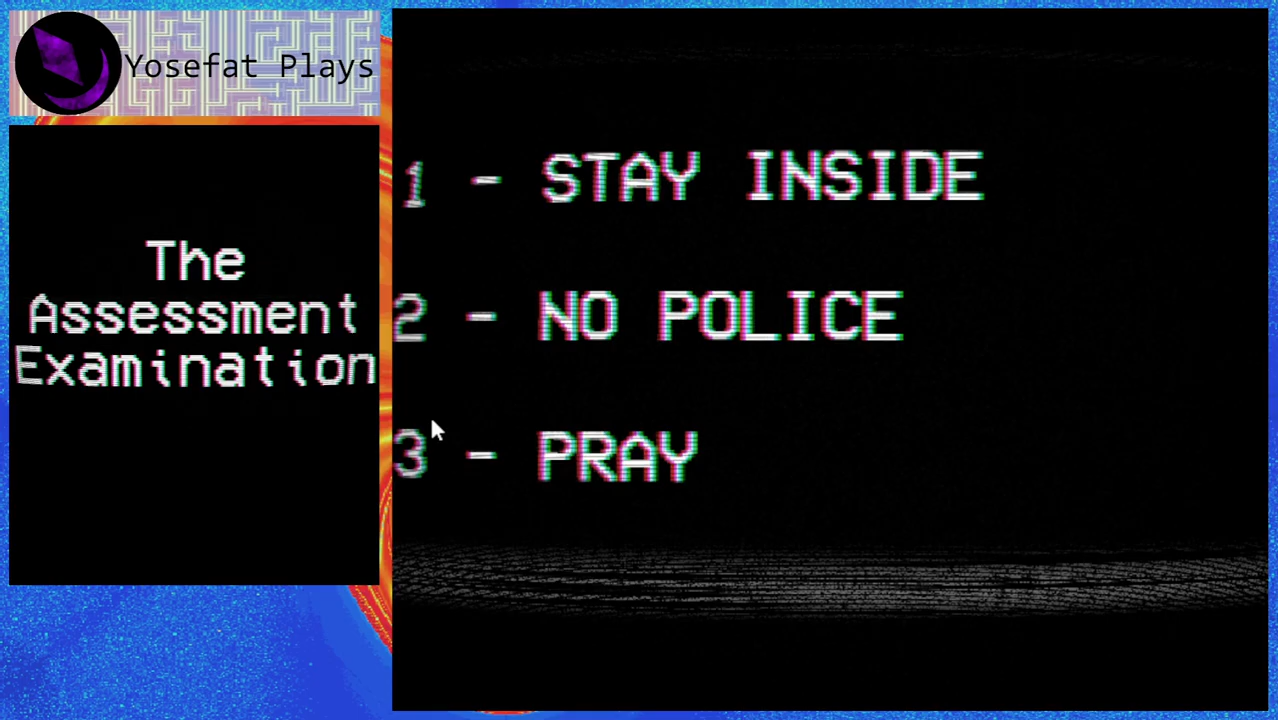 Yosefat Plays
The
Assessment
Examination
1 - STAY INSIDE
2 - NO POLICE
3 - PRAY